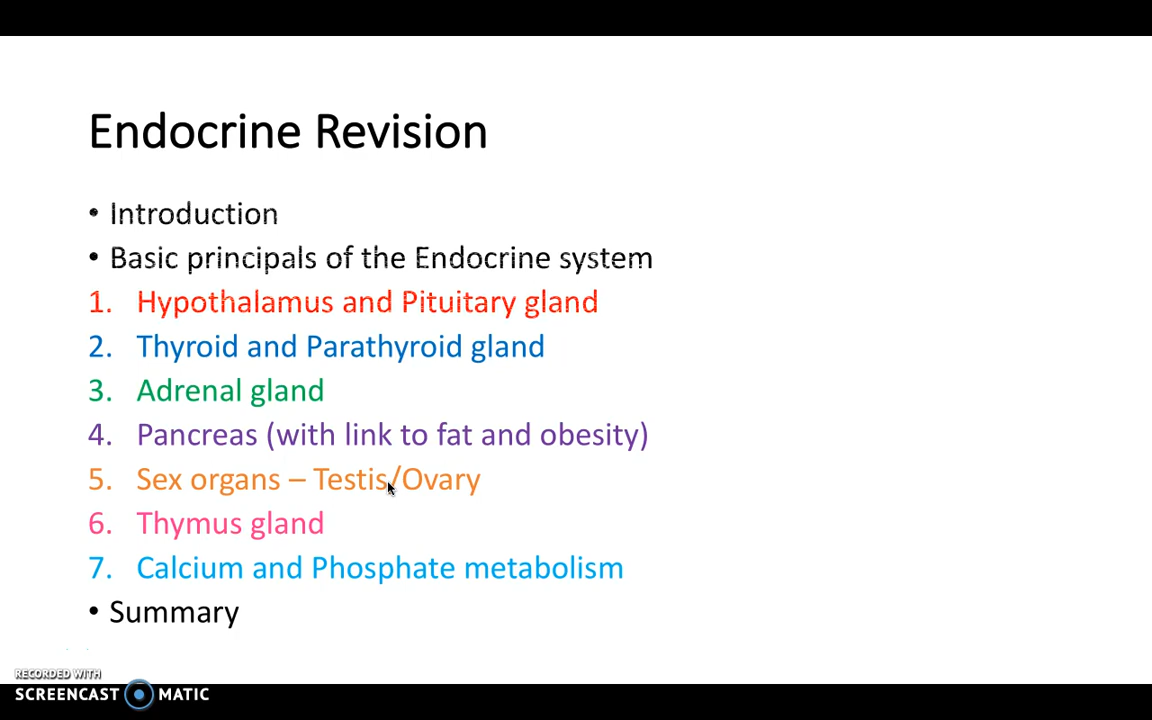 Endocrine Revision
• Introduction
• Basic principals of the Endocrine system
1. Hypothalamus and Pituitary gland
2. Thyroid and Parathyroid gland
3. Adrenal gland
4. Pancreas (with link to fat and obesity)
5. Sex organs – Testis/Ovary
6. Thymus gland
7. Calcium and Phosphate metabolism
• Summary
RECORDED WITH
SCREENCAST MATIC